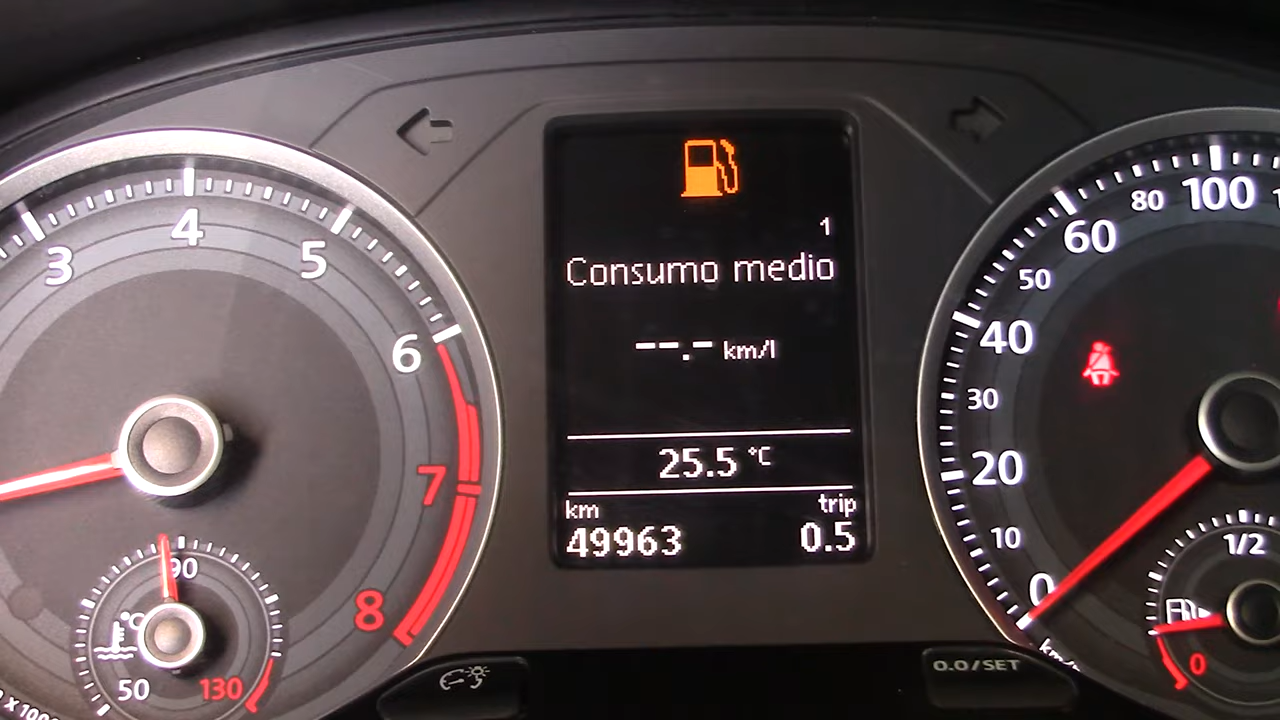 1
Consumo medio
--.- km/l
25.5 °C
km trip
49963 0.5
3 4 5 6 7 8
50 90 130
°C
0 10 20 30 40 50 60 80 100
1/2
0
0.0/SET